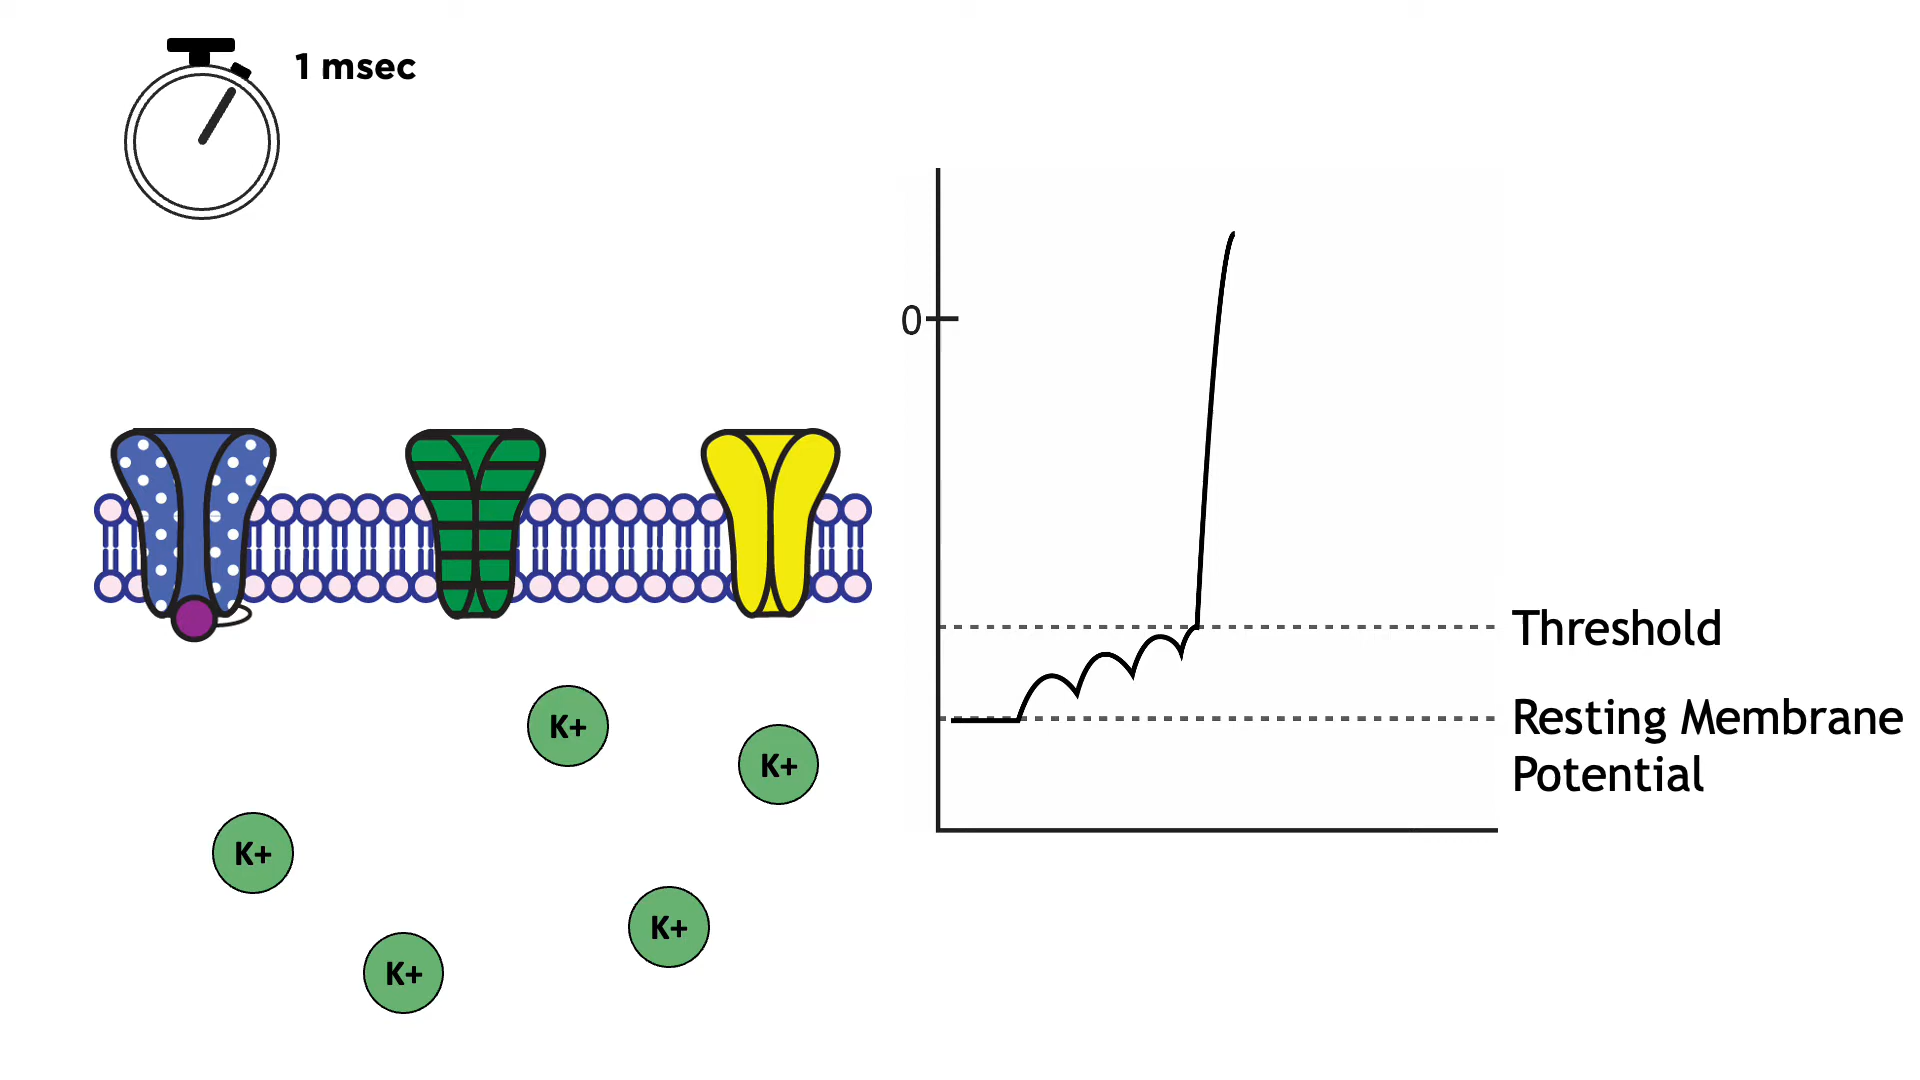 1 msec
0
Threshold
Resting Membrane
Potential
K+
K+
K+
K+
K+